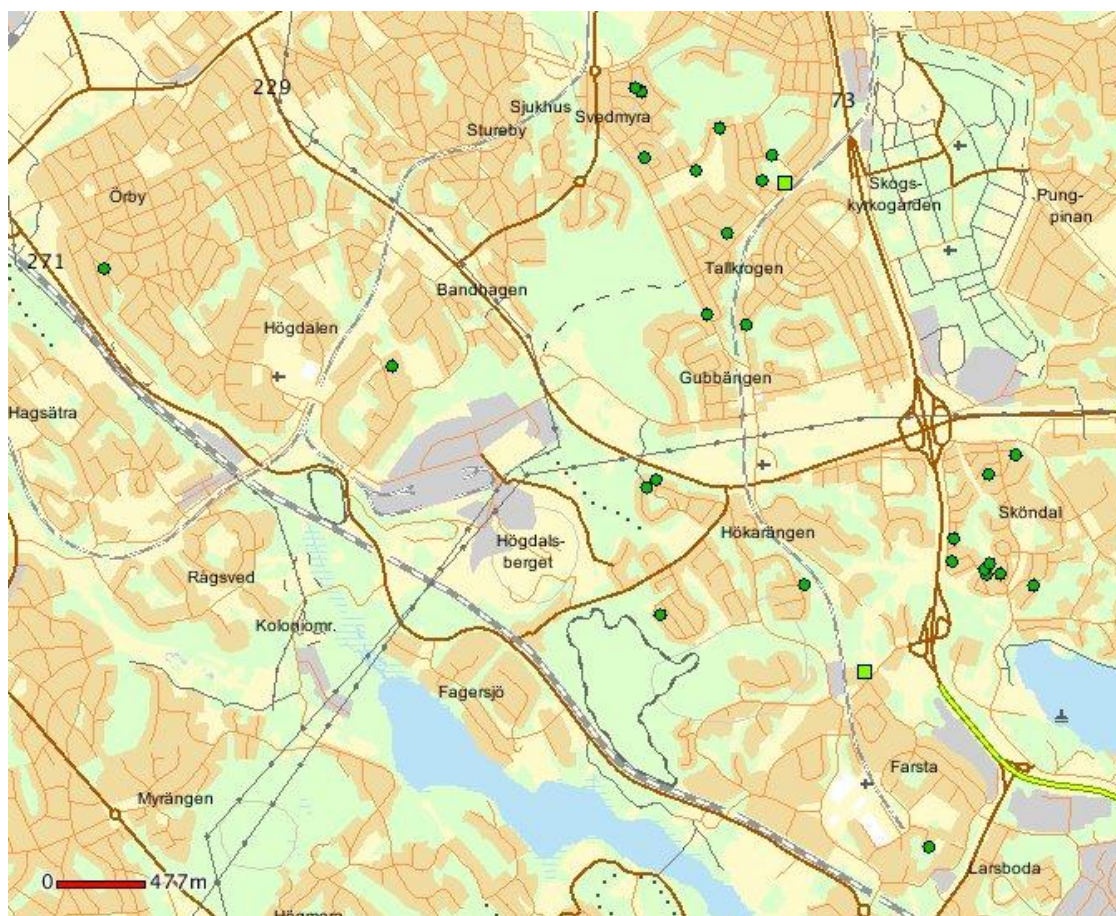 229
Sjukhus
Svedmyra
Stureby
73
Örby
Skogs-
kyrkogården
Pung-
pinan
271
Tallkrogen
Bandhagen
Högdalen
Gubbängen
Hagsätra
Sköndal
Hökarängen
Högdals-
berget
Rågsved
Koloniomr.
Fagersjö
Farsta
Myrängen
Larsboda
0
477m